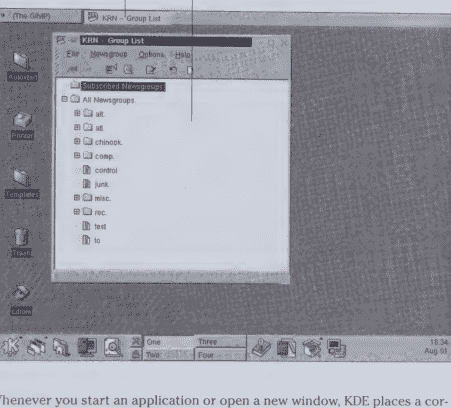 (The GIMP)
KRN - Group List
KRN - Group List
File Newsgroup Options Help
Subscribed Newsgroups
All Newsgroups
alt.
atl.
chinook.
comp.
control
junk
misc.
rec.
test
to
Autostart
Printer
Templates
Trash
One Three
Two Four
18:34
Aug 01
Whenever you start an application or open a new window, KDE places a cor-